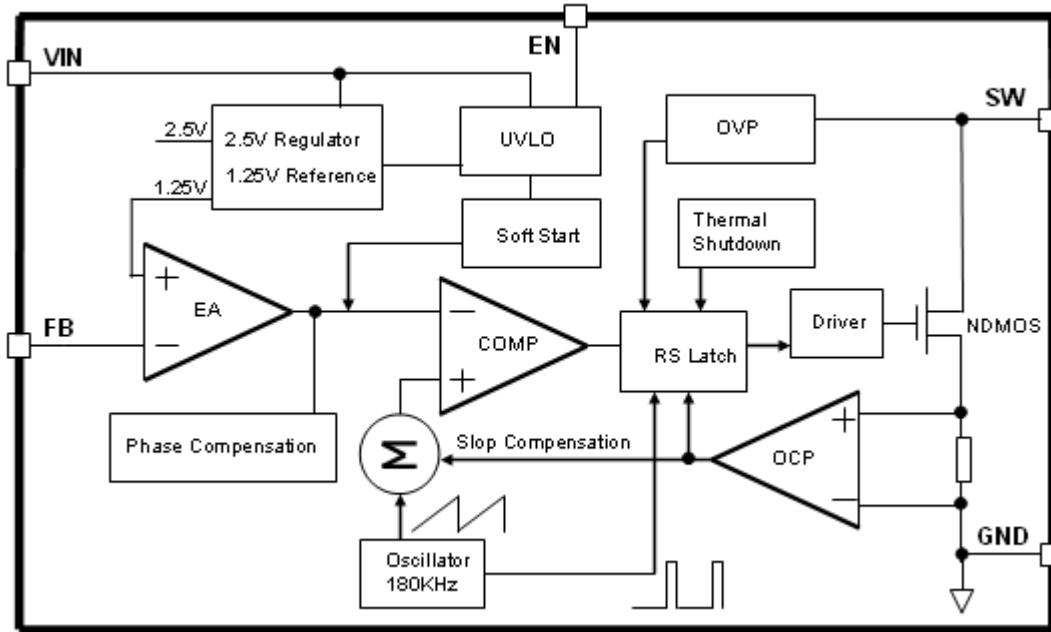 EN
VIN
SW
2.5V
2.5V Regulator
1.25V Reference
1.25V
UVLO
OVP
Soft Start
Thermal
Shutdown
EA
FB
COMP
RS Latch
Driver
NDMOS
Phase Compensation
Σ
Slop Compensation
OCP
GND
Oscillator
180KHz